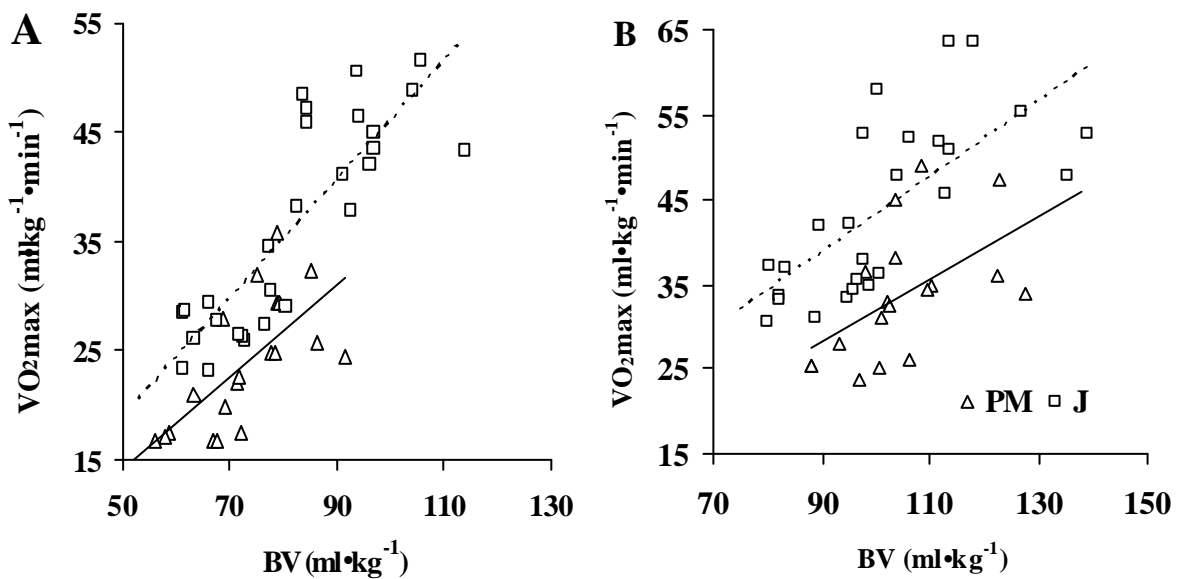 A
B
VO2max (ml•kg-1•min-1)
55
45
35
25
15
50 70 90 110 130
BV (ml•kg-1)
VO2max (ml•kg-1•min-1)
65
55
45
35
25
15
PM J
70 90 110 130 150
BV (ml•kg-1)